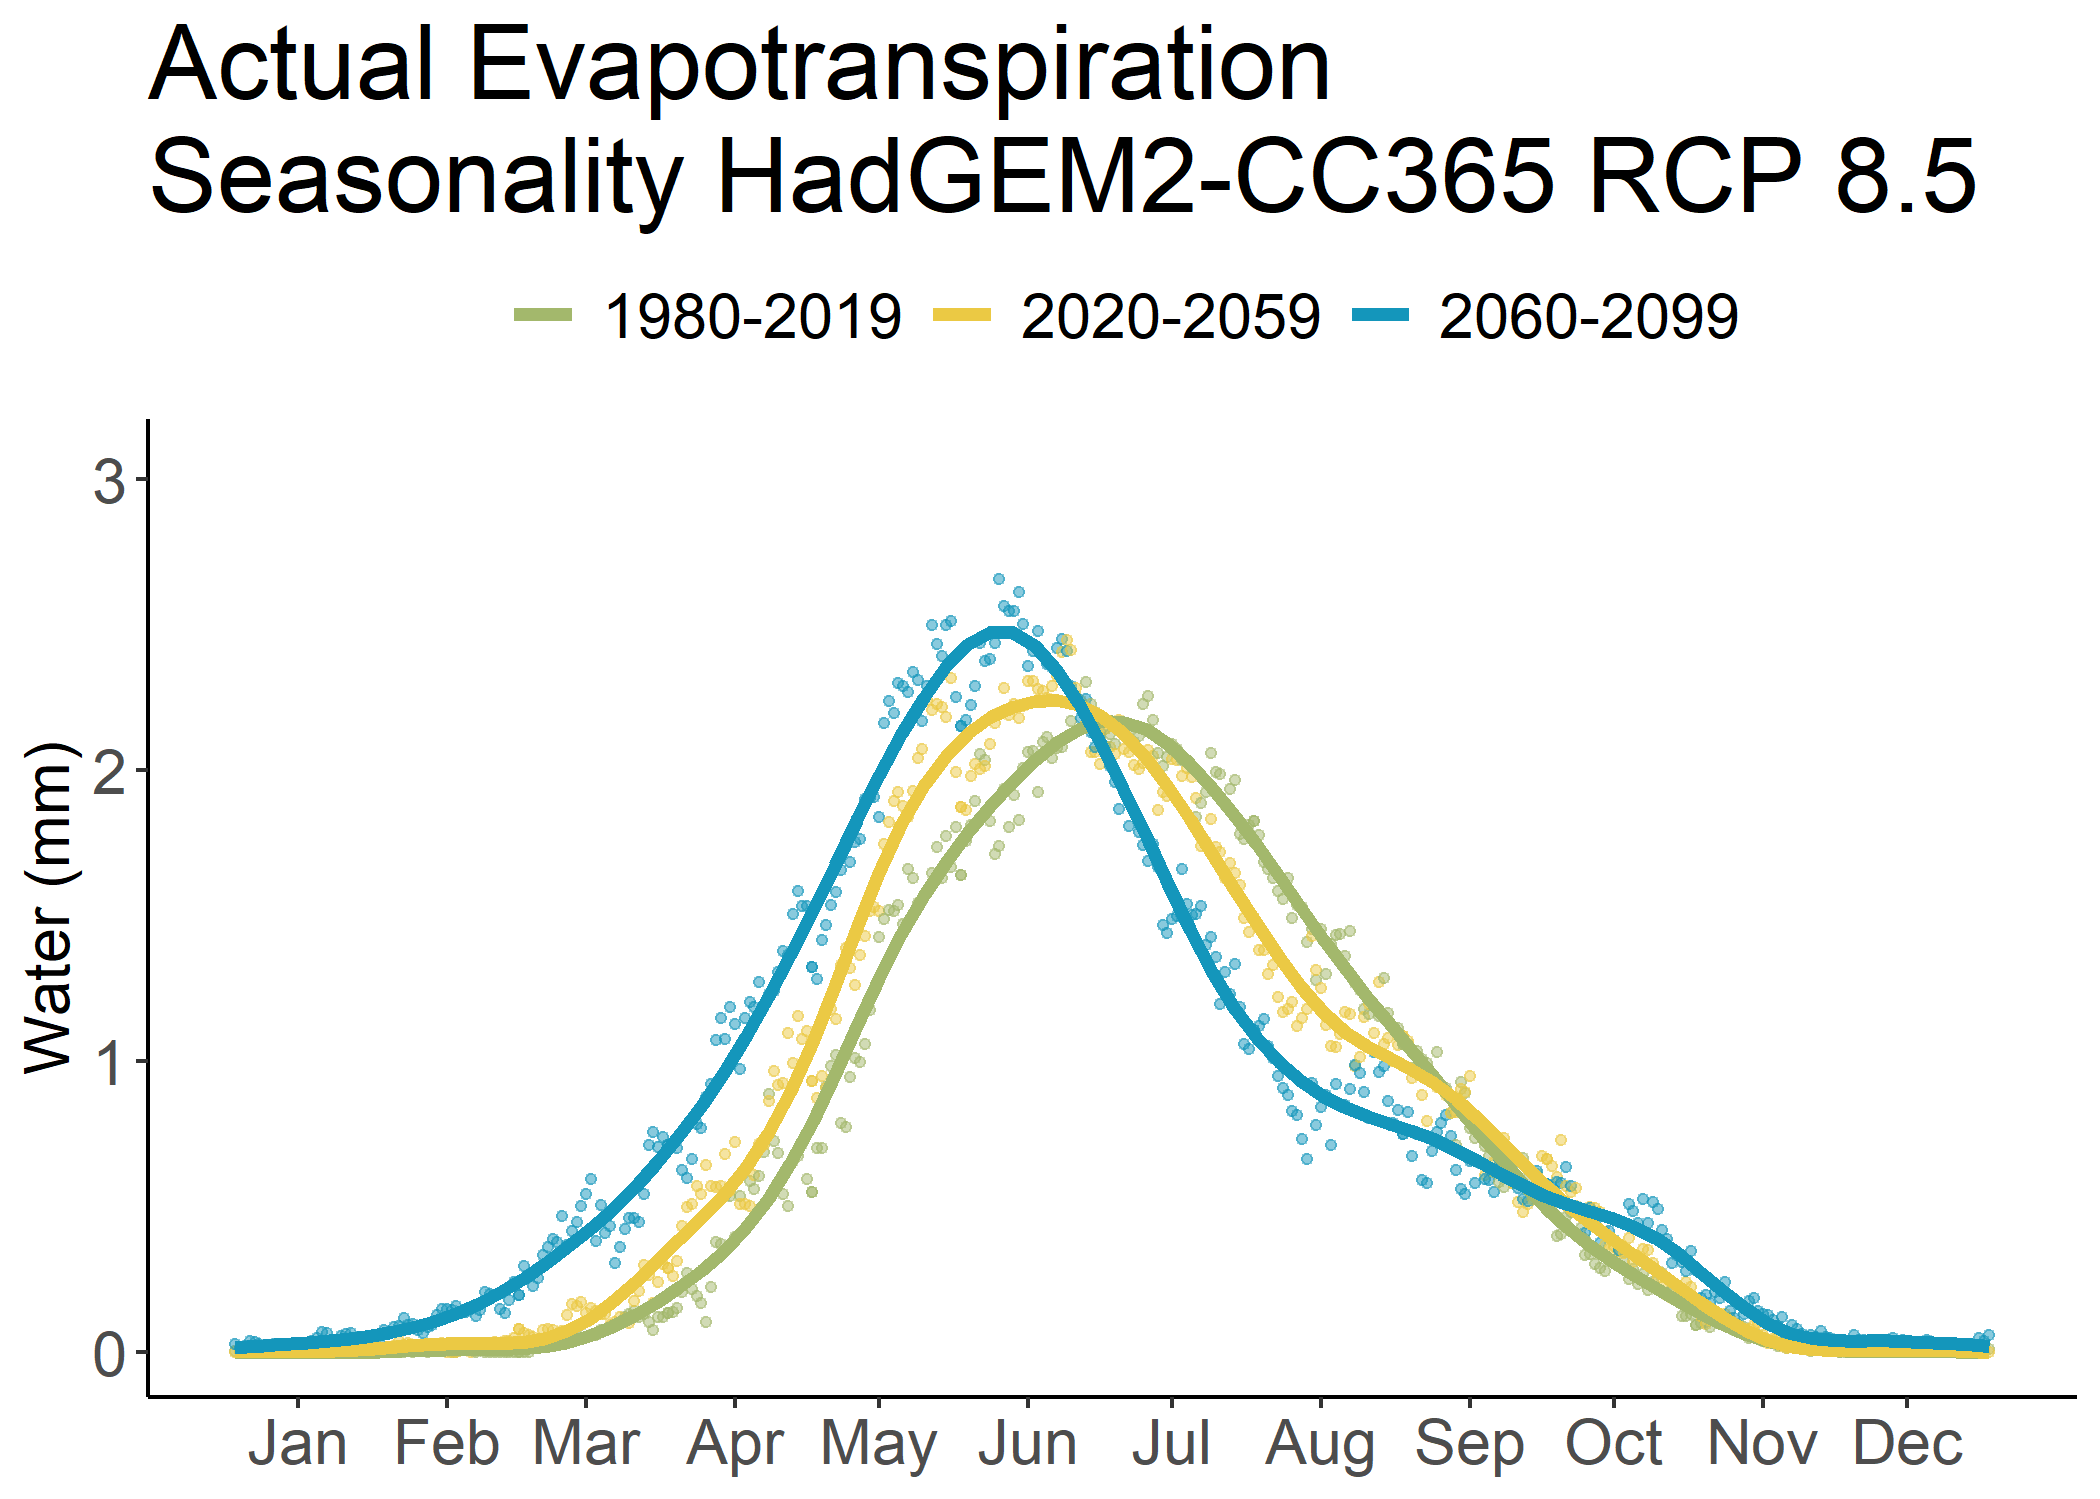 Actual Evapotranspiration
Seasonality HadGEM2-CC365 RCP 8.5
1980-2019 2020-2059 2060-2099
3
2
1
0
Water (mm)
Jan Feb Mar Apr May Jun Jul Aug Sep Oct Nov Dec